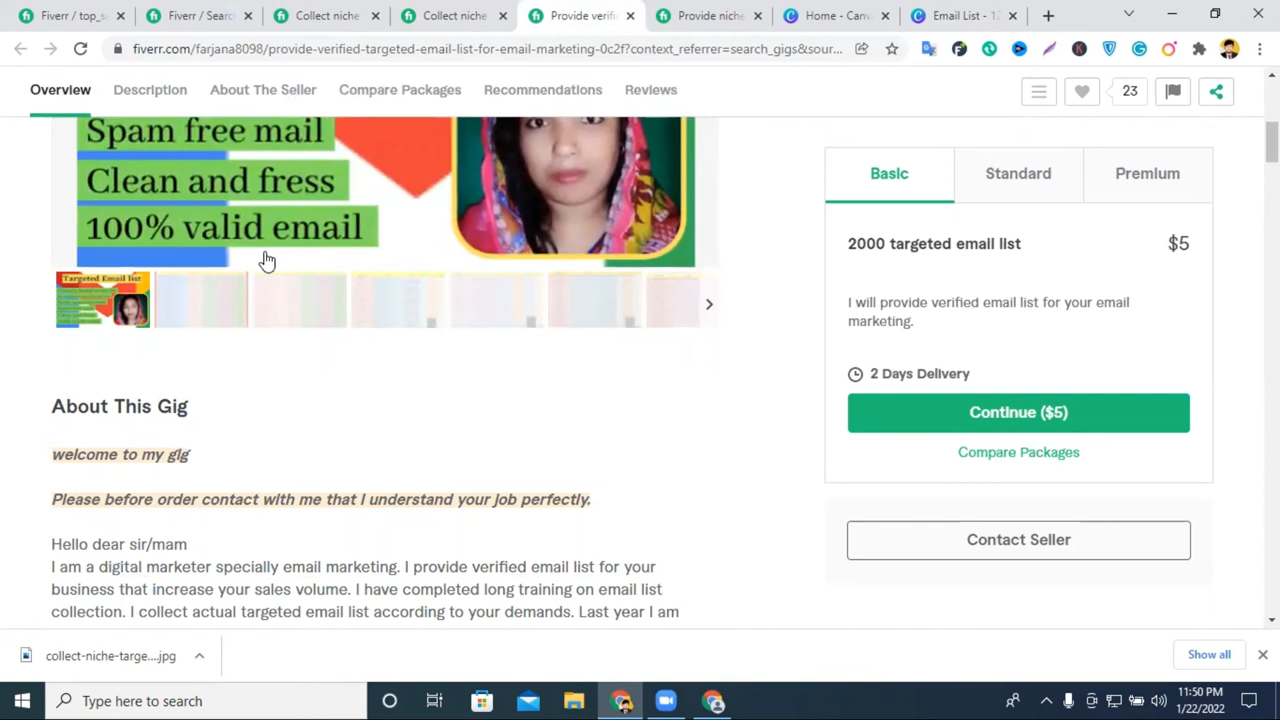 Fiverr / top_s
Fiverr / Searc
Collect niche
Collect niche
Provide verifi
Provide niche
Home - Canv
Email List - 1
fiverr.com/farjana8098/provide-verified-targeted-email-list-for-email-marketing-0c2f?context_referrer=search_gigs&sour...
Overview
Description
About The Seller
Compare Packages
Recommendations
Reviews
23
Spam free mail
Clean and fress
100% valid email
Targeted Email list
Basic
Standard
Premium
2000 targeted email list
$5
I will provide verified email list for your email
marketing.
2 Days Delivery
Continue ($5)
Compare Packages
Contact Seller
About This Gig
welcome to my gig
Please before order contact with me that I understand your job perfectly.
Hello dear sir/mam
I am a digital marketer specially email marketing. I provide verified email list for your
business that increase your sales volume. I have completed long training on email list
collection. I collect actual targeted email list according to your demands. Last year I am
collect-niche-targe....jpg
Show all
Type here to search
11:50 PM
1/22/2022